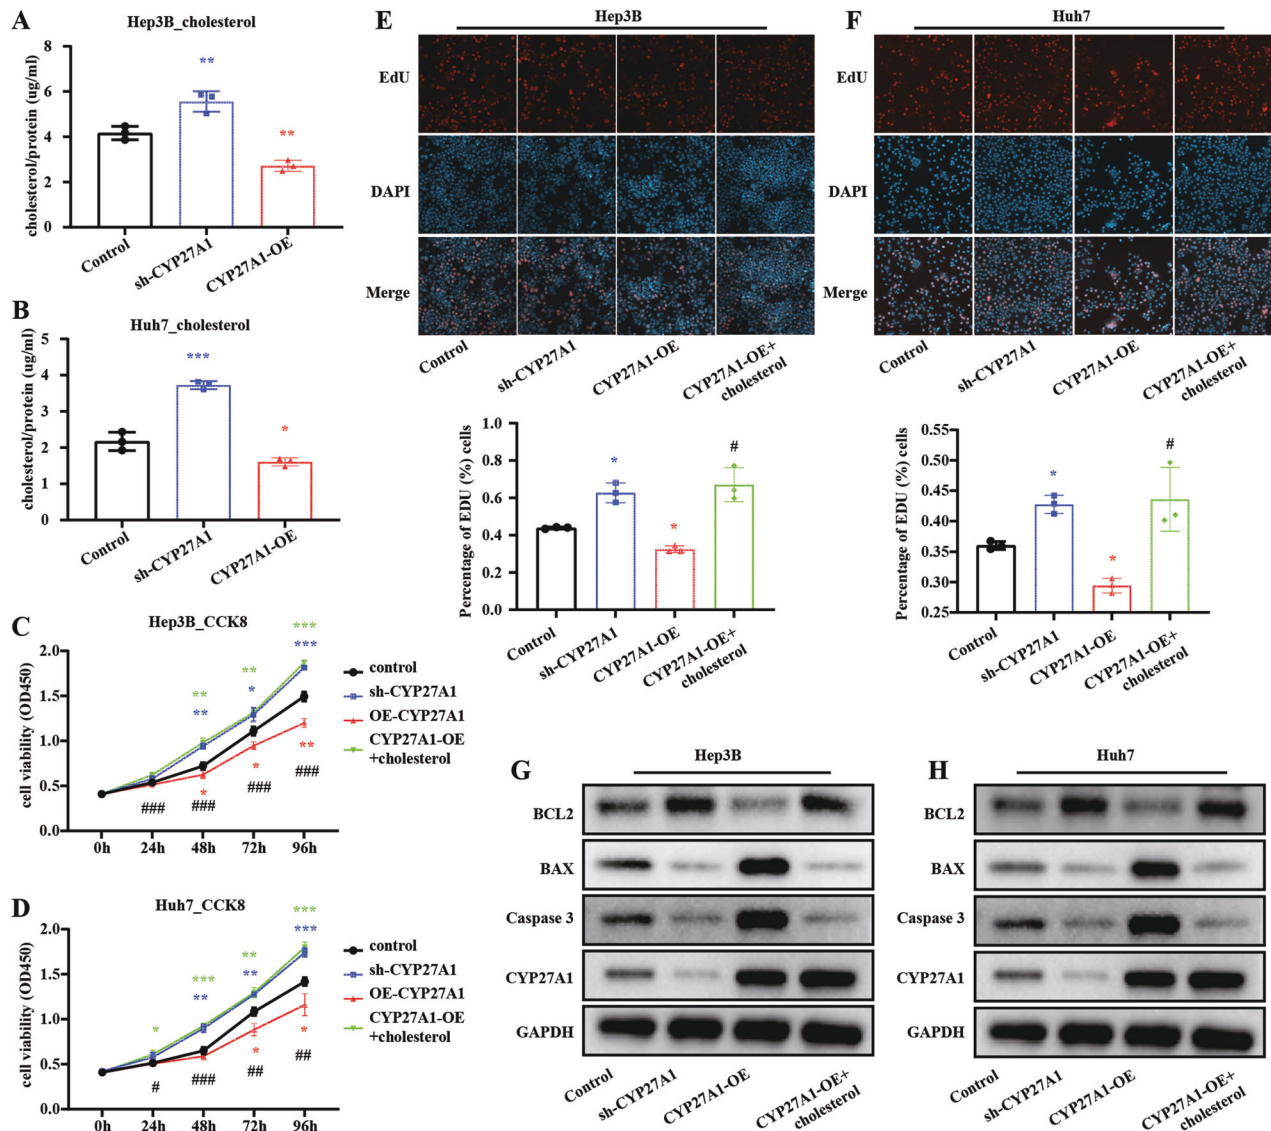 A
Hep3B_cholesterol
cholesterol/protein (ug/ml)
8
6
4
2
0
**
**
Control
sh-CYP27A1
CYP27A1-OE
B
Huh7_cholesterol
cholesterol/protein (ug/ml)
5
4
3
2
1
0
***
*
Control
sh-CYP27A1
CYP27A1-OE
C
Hep3B_CCK8
cell viability (OD450)
2.0
1.5
1.0
0.5
0.0
***
***
**
*
**
**
*
*
**
###
###
###
###
0h 24h 48h 72h 96h
control
sh-CYP27A1
OE-CYP27A1
CYP27A1-OE
+cholesterol
D
Huh7_CCK8
cell viability (OD450)
2.0
1.5
1.0
0.5
0.0
***
***
**
**
***
**
*
*
*
#
###
##
##
0h 24h 48h 72h 96h
control
sh-CYP27A1
OE-CYP27A1
CYP27A1-OE
+cholesterol
E
Hep3B
EdU
DAPI
Merge
Control
sh-CYP27A1
CYP27A1-OE
CYP27A1-OE+
cholesterol
Percentage of EDU (%) cells
1.0
0.8
0.6
0.4
0.2
0.0
*
*
#
Control
sh-CYP27A1
CYP27A1-OE
CYP27A1-OE+
cholesterol
F
Huh7
EdU
DAPI
Merge
Control
sh-CYP27A1
CYP27A1-OE
CYP27A1-OE+
cholesterol
Percentage of EDU (%) cells
0.55
0.50
0.45
0.40
0.35
0.30
0.25
*
*
#
Control
sh-CYP27A1
CYP27A1-OE
CYP27A1-OE+
cholesterol
G
Hep3B
BCL2
BAX
Caspase 3
CYP27A1
GAPDH
Control
sh-CYP27A1
CYP27A1-OE
CYP27A1-OE+
cholesterol
H
Huh7
BCL2
BAX
Caspase 3
CYP27A1
GAPDH
Control
sh-CYP27A1
CYP27A1-OE
CYP27A1-OE+
cholesterol